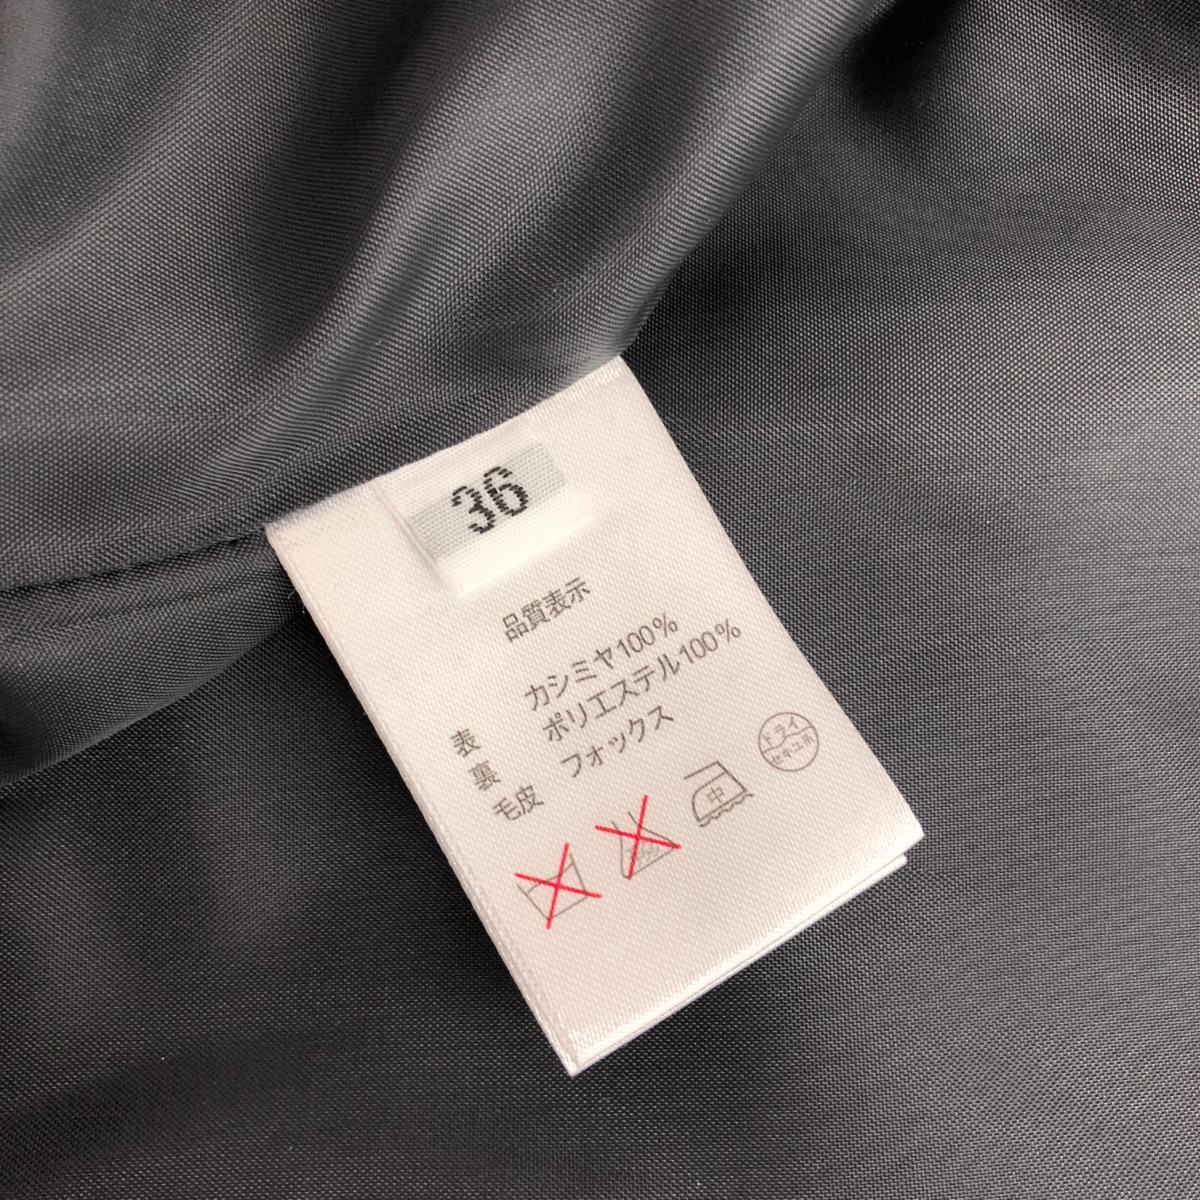 36
品質表示
表 カシミヤ100%
裏 ポリエステル100%
毛皮 フォックス
中
ドライ
セキユ系